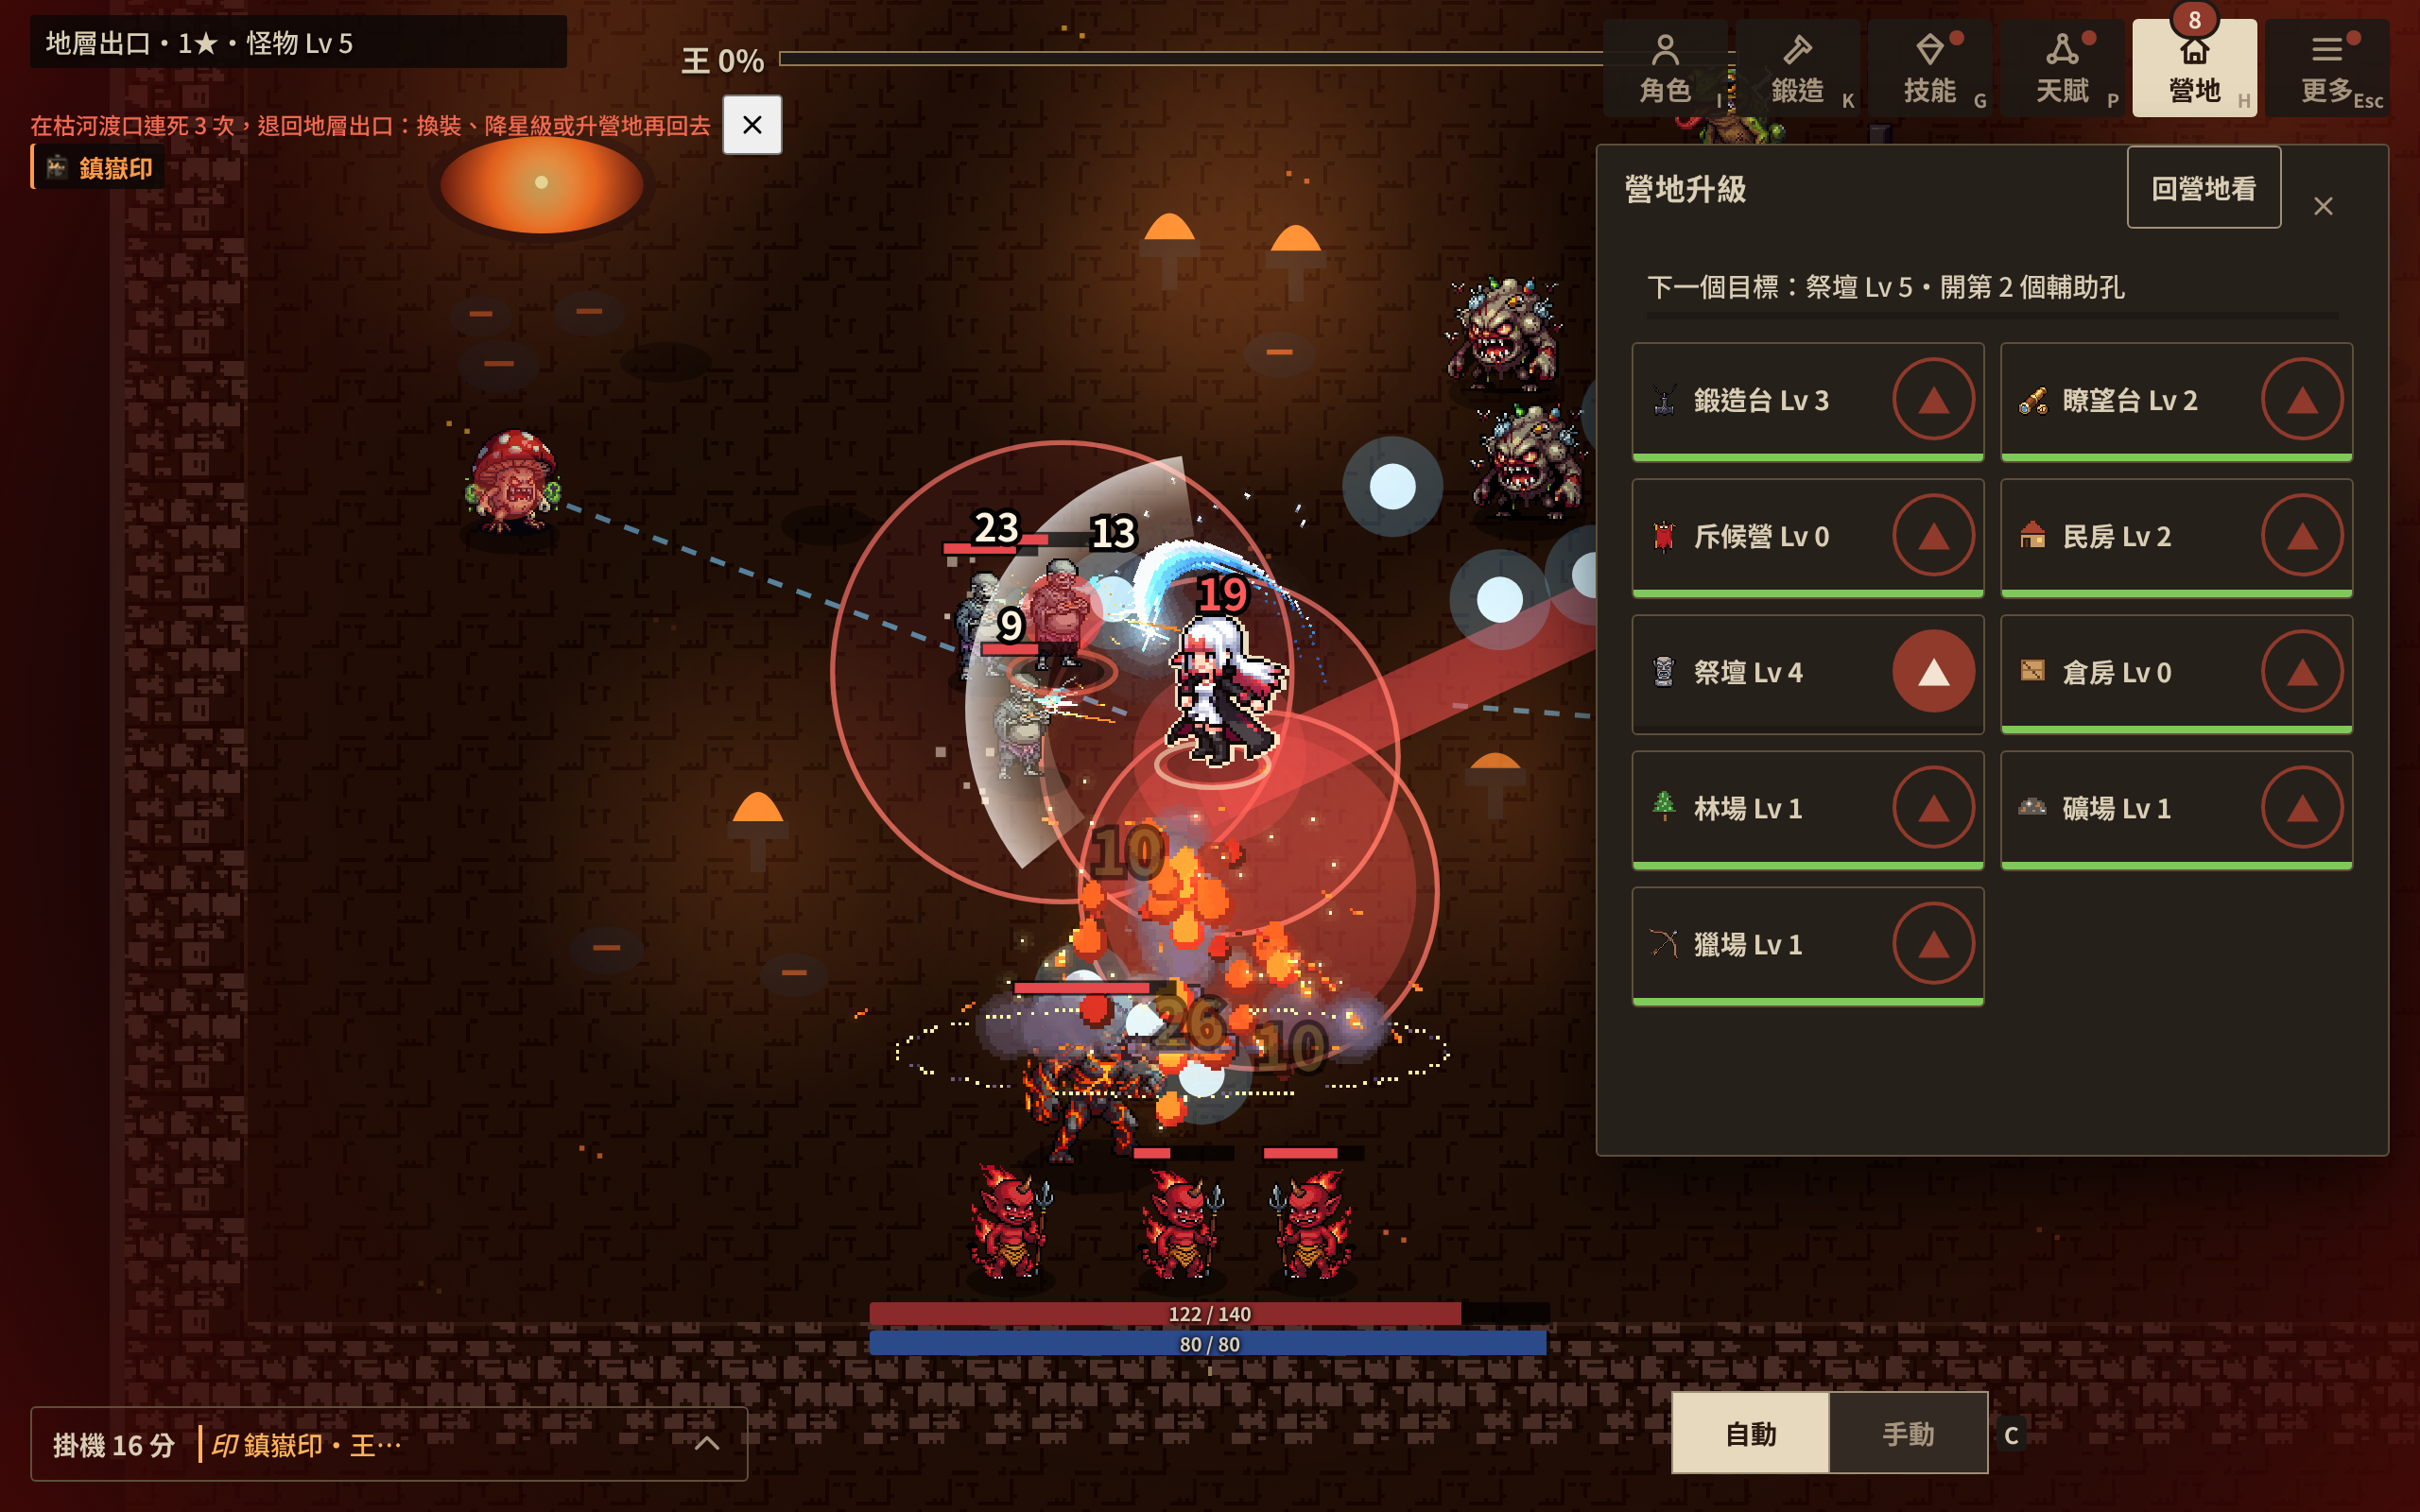 地層出口・1★・怪物 Lv 5
王 0%
8
角色 I
鍛造 K
技能 G
天賦 P
營地 H
更多 Esc
在枯河渡口連死 3 次，退回地層出口：換裝、降星級或升營地再回去
鎮嶽印
營地升級
回營地看
下一個目標：祭壇 Lv 5・開第 2 個輔助孔
鍛造台 Lv 3
瞭望台 Lv 2
斥候營 Lv 0
民房 Lv 2
祭壇 Lv 4
倉房 Lv 0
林場 Lv 1
礦場 Lv 1
獵場 Lv 1
23
13
19
9
10
26
10
122 / 140
80 / 80
掛機 16 分
印 鎮嶽印・王…
自動
手動
C